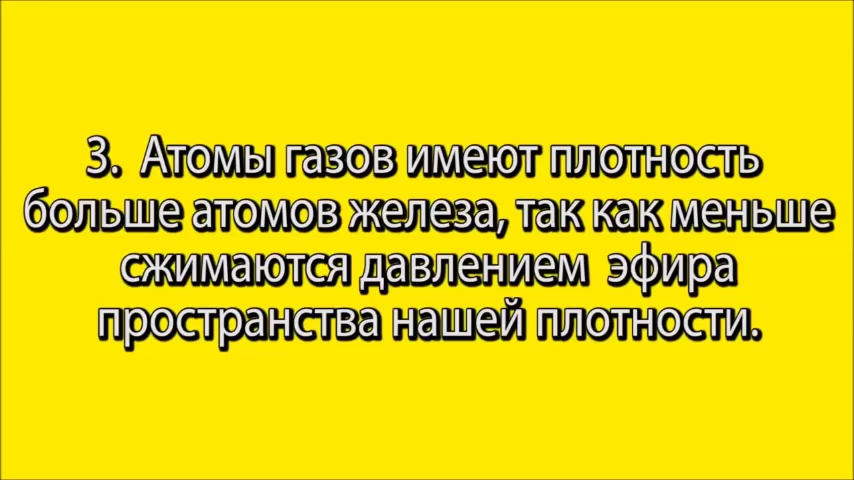 3.  Атомы газов имеют плотность
больше атомов железа, так как меньше
сжимаются давлением  эфира
пространства нашей плотности.